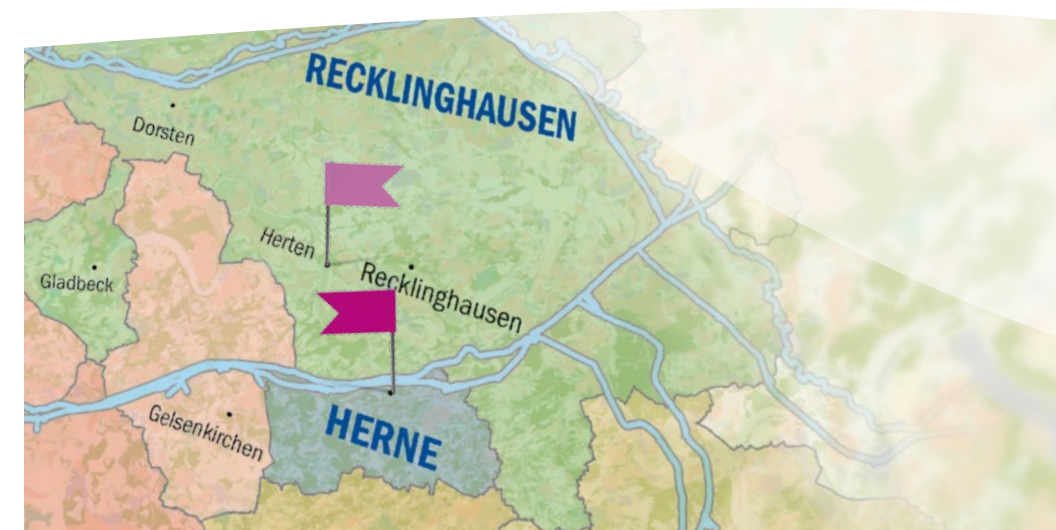 RECKLINGHAUSEN
Dorsten
Herten
Recklinghausen
Gladbeck
Gelsenkirchen
HERNE